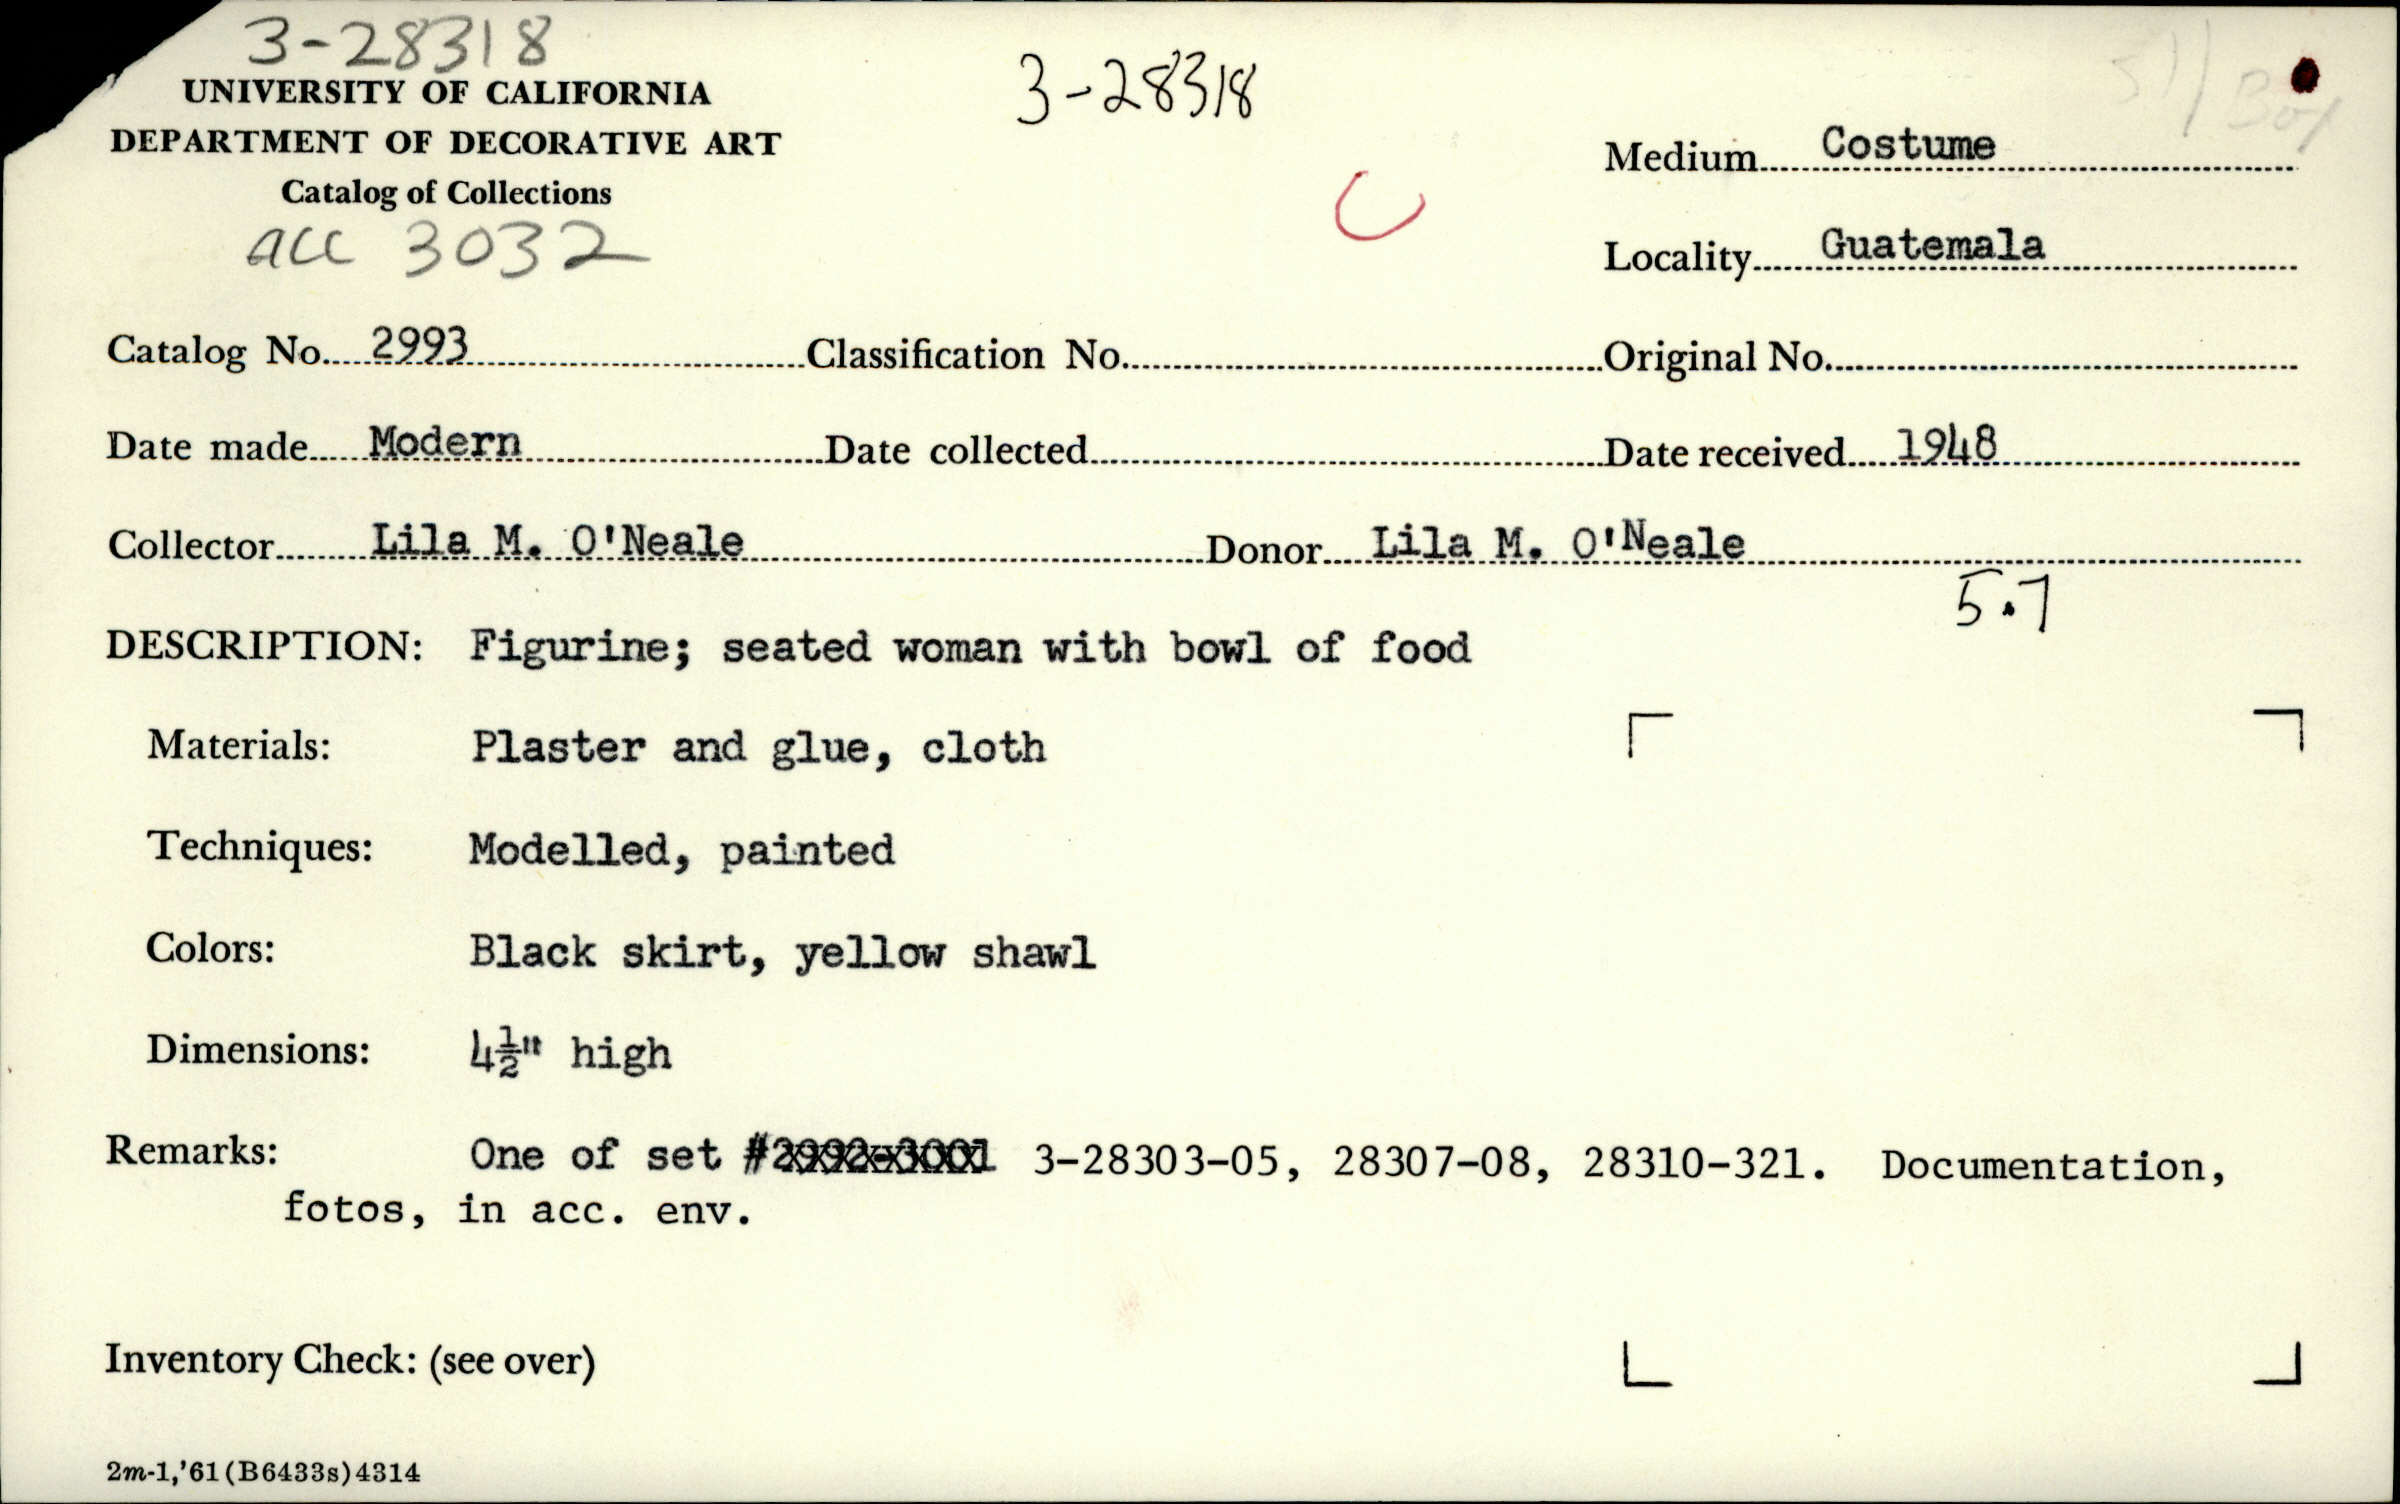 3-28318
UNIVERSITY OF CALIFORNIA
DEPARTMENT OF DECORATIVE ART
Catalog of Collections
acc 3032
3-28318
C
Box
Medium Costume
Locality Guatemala
Catalog No. 2993 Classification No. Original No.
Date made Modern Date collected Date received 1948
Collector Lila M. O'Neale Donor Lila M. O'Neale
5.7
DESCRIPTION: Figurine; seated woman with bowl of food
Materials: Plaster and glue, cloth
Techniques: Modelled, painted
Colors: Black skirt, yellow shawl
Dimensions: 4½" high
Remarks: One of set #2992-3001 3-28303-05, 28307-08, 28310-321. Documentation,
fotos, in acc. env.
Inventory Check: (see over)
2m-1,'61(B6433s)4314